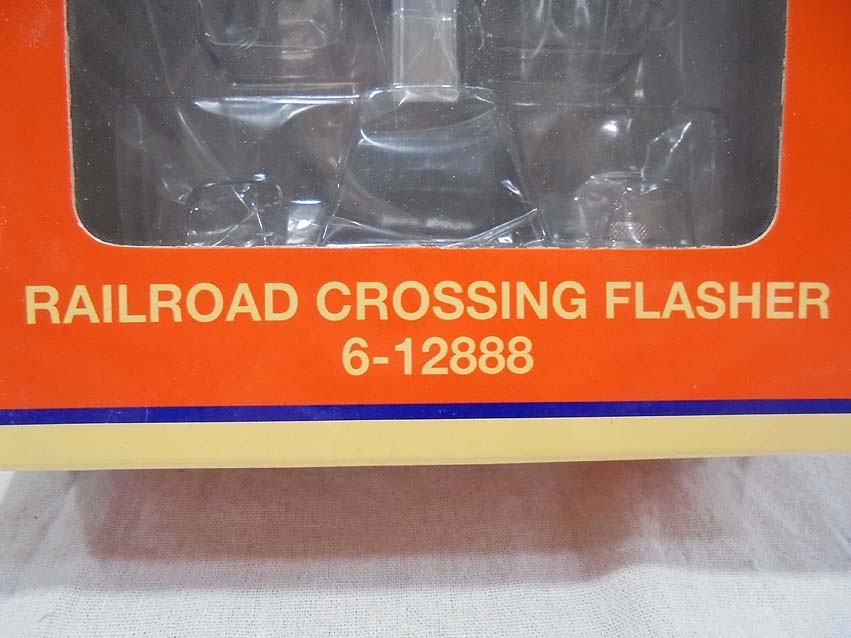 RAILROAD CROSSING FLASHER
6-12888